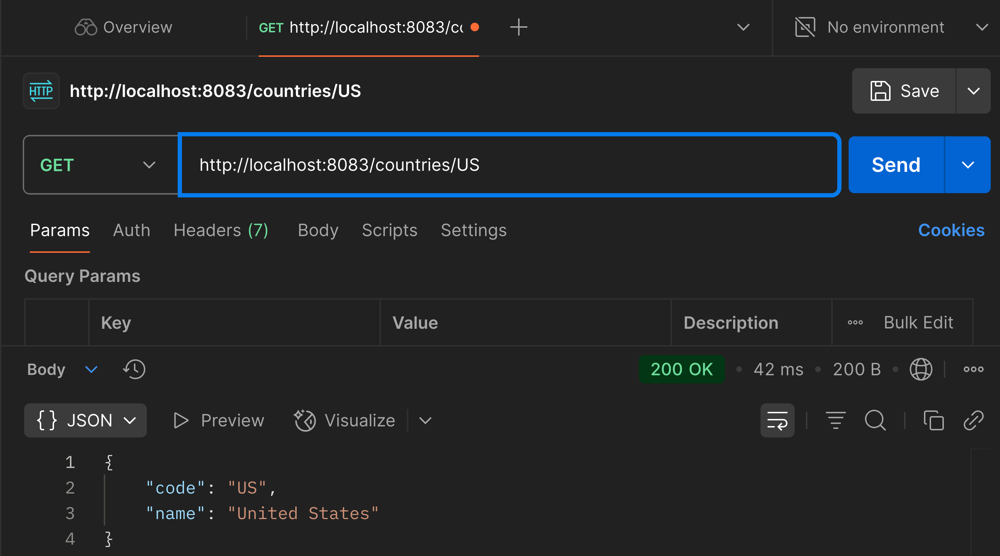 Overview
GET http://localhost:8083/c
No environment
HTTP http://localhost:8083/countries/US
Save
GET http://localhost:8083/countries/US
Send
Params Auth Headers (7) Body Scripts Settings Cookies
Query Params
Key Value Description Bulk Edit
Body 200 OK 42 ms 200 B
{} JSON Preview Visualize
1 {
2 "code": "US",
3 "name": "United States"
4 }